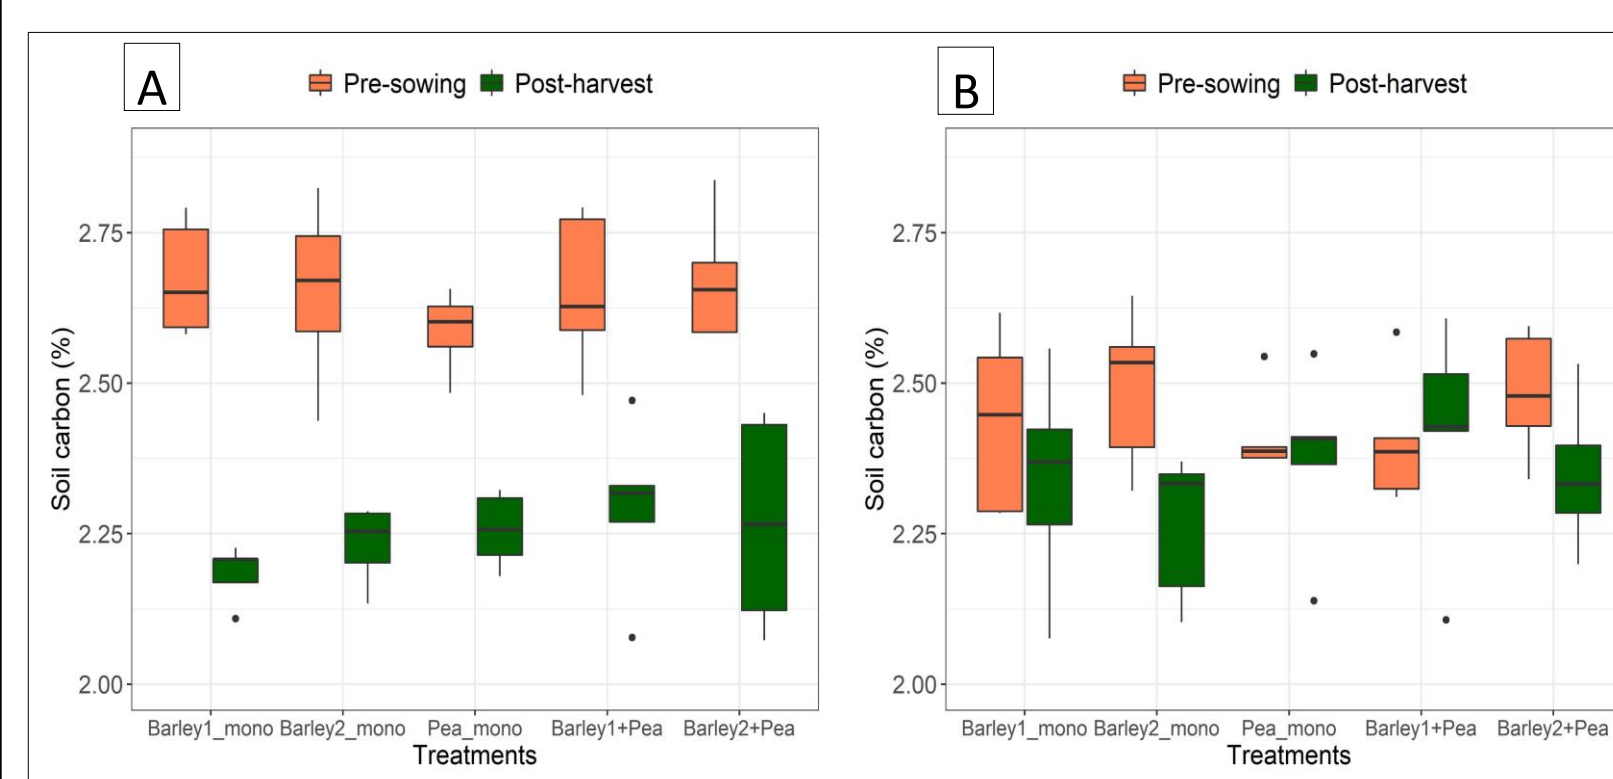 A
Pre-sowing Post-harvest
Soil carbon (%)
2.75
2.50
2.25
2.00
Barley1_mono Barley2_mono Pea_mono Barley1+Pea Barley2+Pea
Treatments
B
Pre-sowing Post-harvest
Soil carbon (%)
2.75
2.50
2.25
2.00
Barley1_mono Barley2_mono Pea_mono Barley1+Pea Barley2+Pea
Treatments